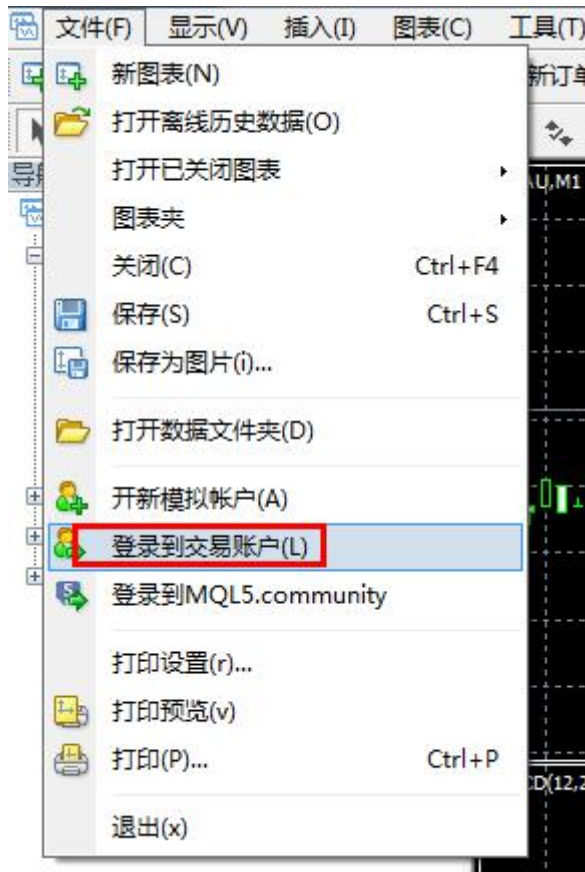 文件(F) 显示(V) 插入(I) 图表(C) 工具(T)
新图表(N)
新订单
打开离线历史数据(O)
打开已关闭图表
,M1
图表夹
关闭(C) Ctrl+F4
保存(S) Ctrl+S
保存为图片(i)...
打开数据文件夹(D)
开新模拟帐户(A)
登录到交易账户(L)
登录到MQL5.community
打印设置(r)...
打印预览(v)
打印(P)... Ctrl+P
退出(x)